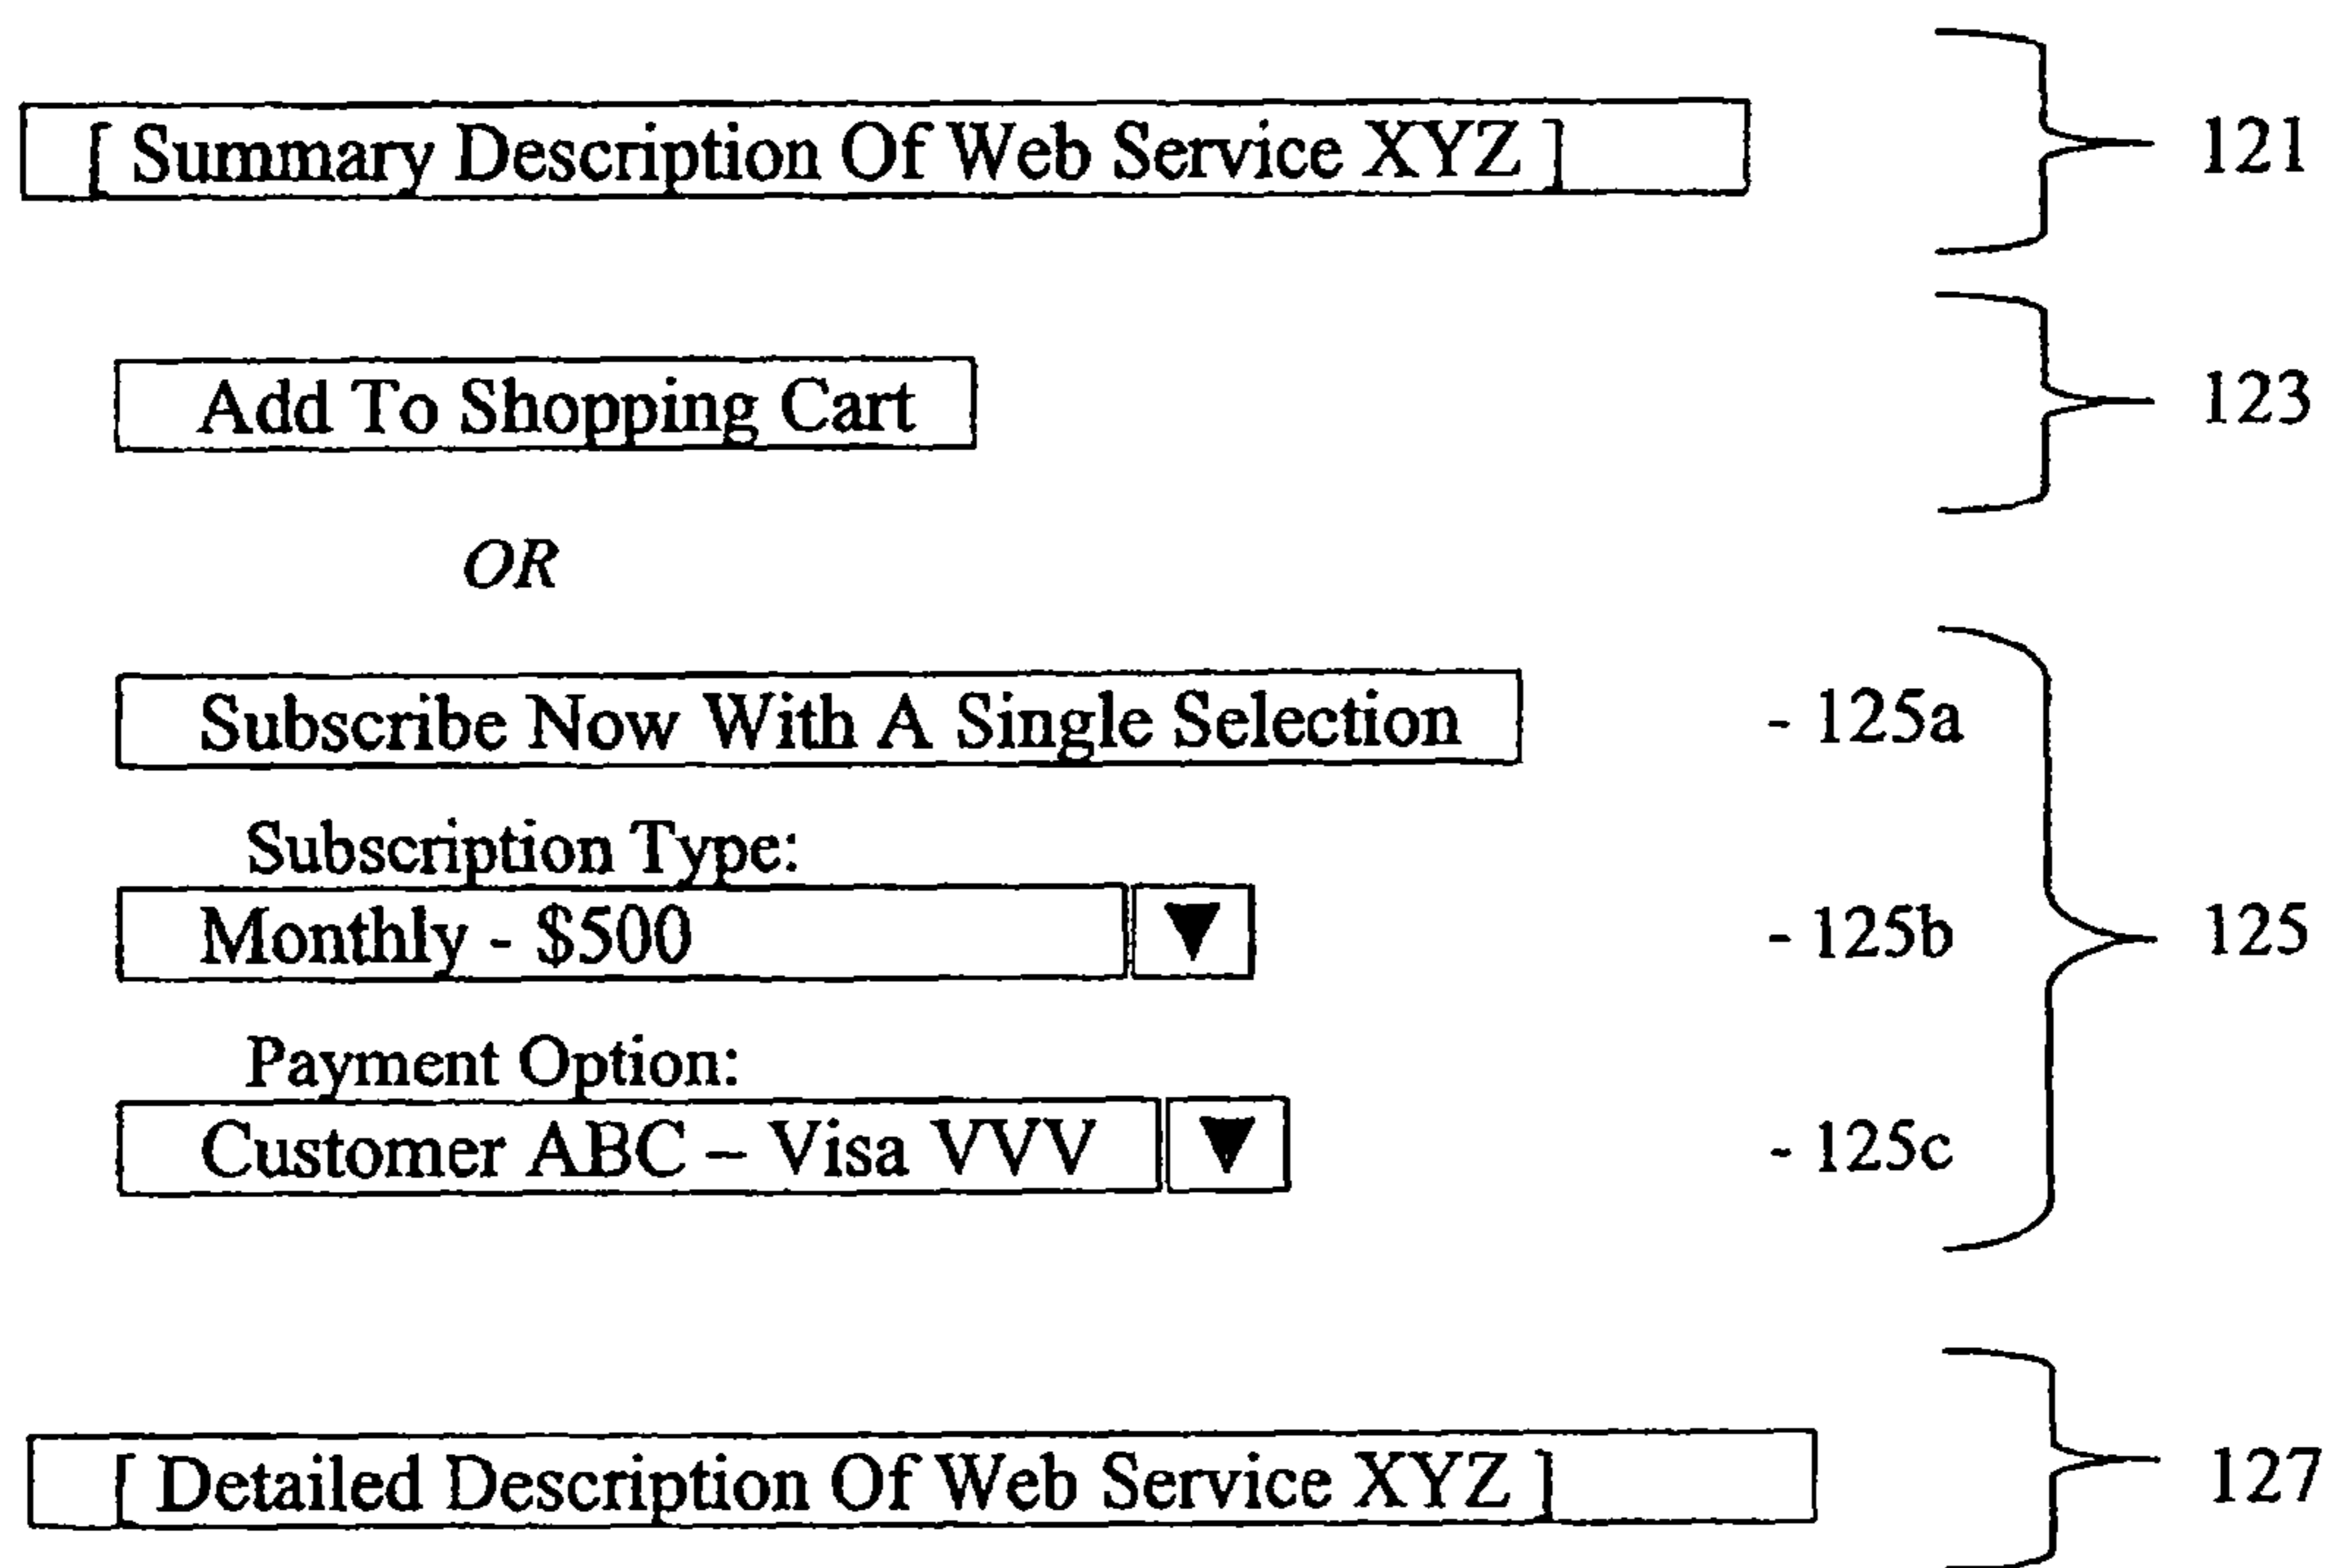 [ Summary Description Of Web Service XYZ ] 121
Add To Shopping Cart 123
OR
Subscribe Now With A Single Selection - 125a
Subscription Type:
Monthly - $500 - 125b 125
Payment Option:
Customer ABC – Visa VVV - 125c
[ Detailed Description Of Web Service XYZ ] 127